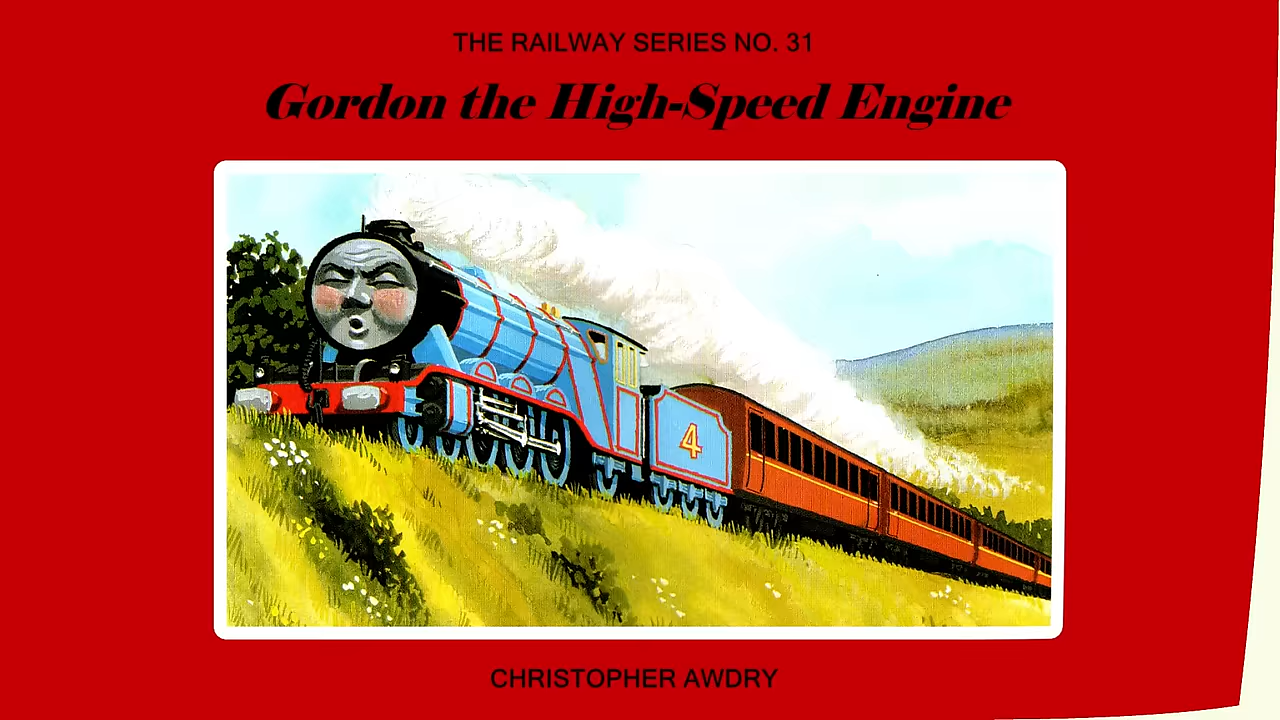 THE RAILWAY SERIES NO. 31
Gordon the High-Speed Engine
4
CHRISTOPHER AWDRY